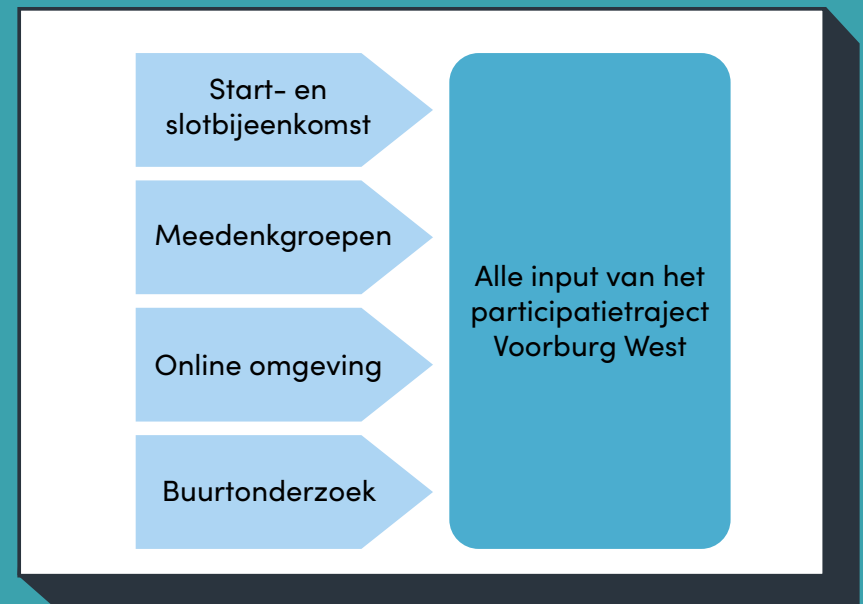 Start- en
slotbijeenkomst
Meedenkgroepen
Online omgeving
Buurtonderzoek
Alle input van het
participatietraject
Voorburg West